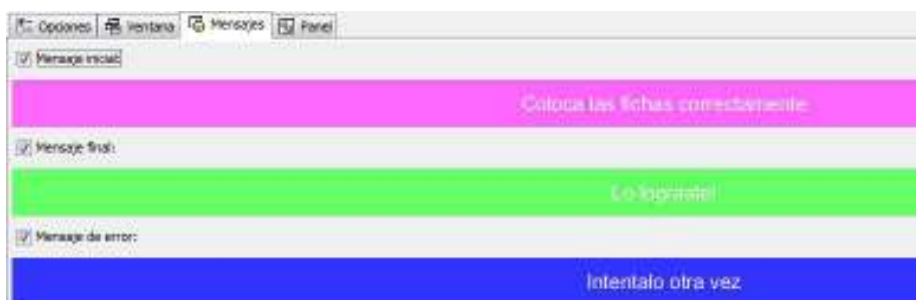 Opciones Ventana Mensajes Panel
Mensaje inicial:
Coloca las fichas correctamente
Mensaje final:
Lo lograste!
Mensaje de error:
Intentalo otra vez